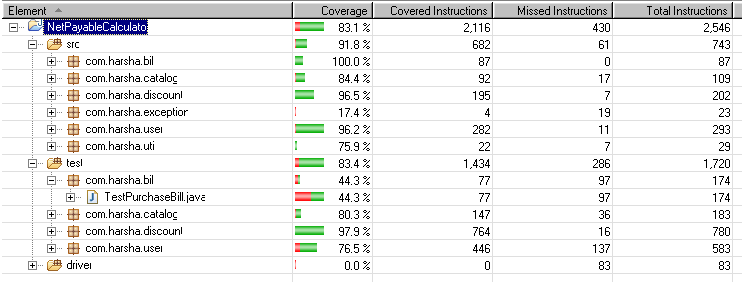 Element Coverage Covered Instructions Missed Instructions Total Instructions
NetPayableCalculato 83.1 % 2,116 430 2,546
src 91.8 % 682 61 743
com.harsha.bil 100.0 % 87 0 87
com.harsha.catalog 84.4 % 92 17 109
com.harsha.discount 96.5 % 195 7 202
com.harsha.exception 17.4 % 4 19 23
com.harsha.user 96.2 % 282 11 293
com.harsha.uti 75.9 % 22 7 29
test 83.4 % 1,434 286 1,720
com.harsha.bil 44.3 % 77 97 174
TestPurchaseBill.java 44.3 % 77 97 174
com.harsha.catalog 80.3 % 147 36 183
com.harsha.discount 97.9 % 764 16 780
com.harsha.user 76.5 % 446 137 583
driver 0.0 % 0 83 83